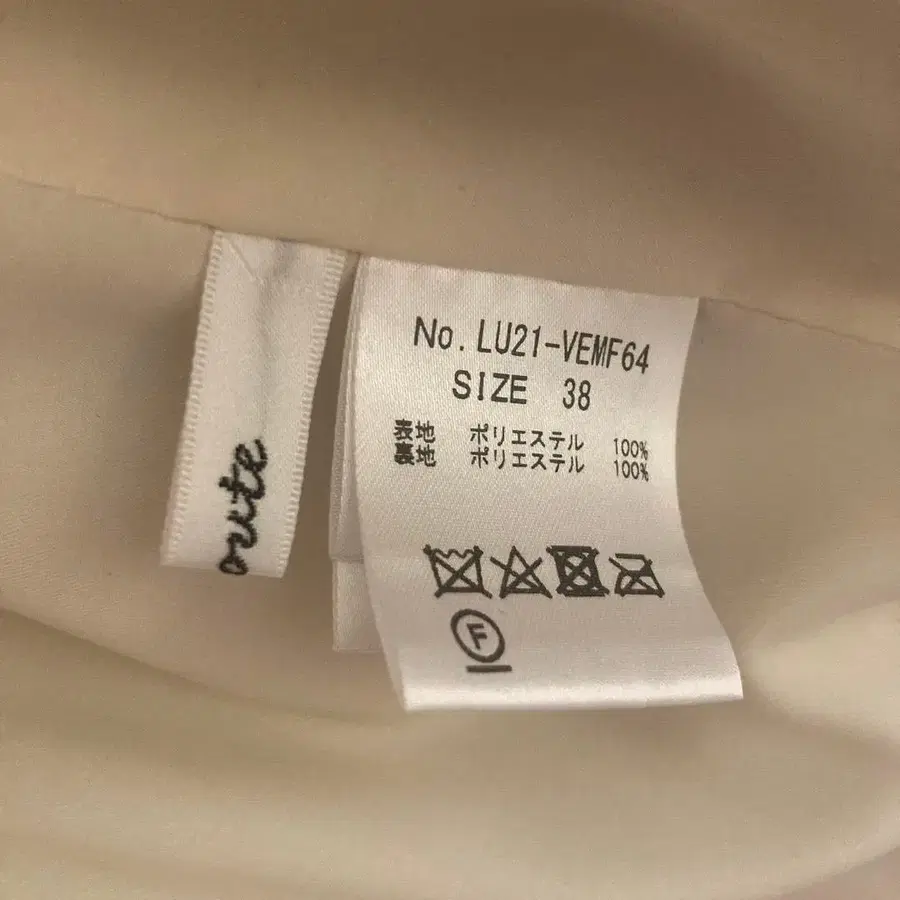 No. LU21-VEMF64
SIZE 38
表地 ポリエステル 100%
裏地 ポリエステル 100%
F
oute